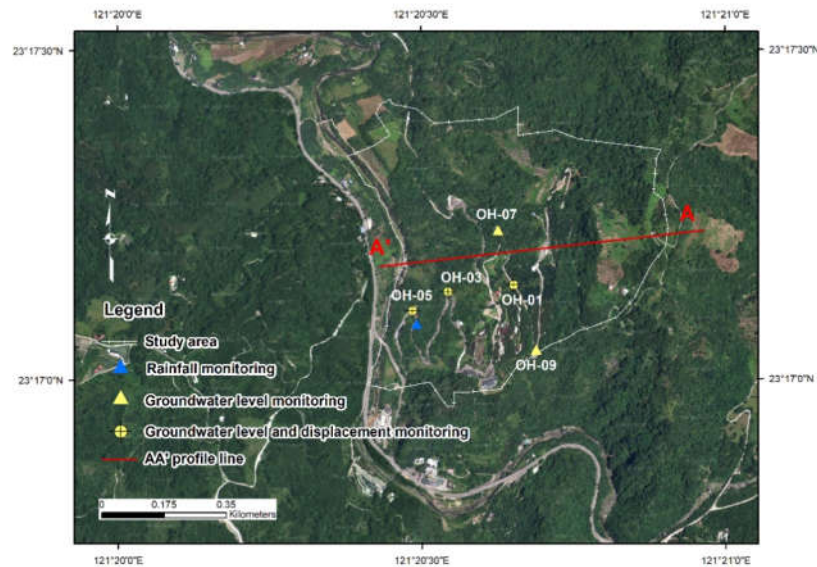 121°20'0"E 121°20'30"E 121°21'0"E
23°17'30"N 23°17'30"N
N
A
OH-07
A'
OH-03
OH-05 OH-01
Legend
Study area
OH-09
Rainfall monitoring
23°17'0"N 23°17'0"N
Groundwater level monitoring
Groundwater level and displacement monitoring
AA' profile line
0 0.175 0.35
Kilometers
121°20'0"E 121°20'30"E 121°21'0"E